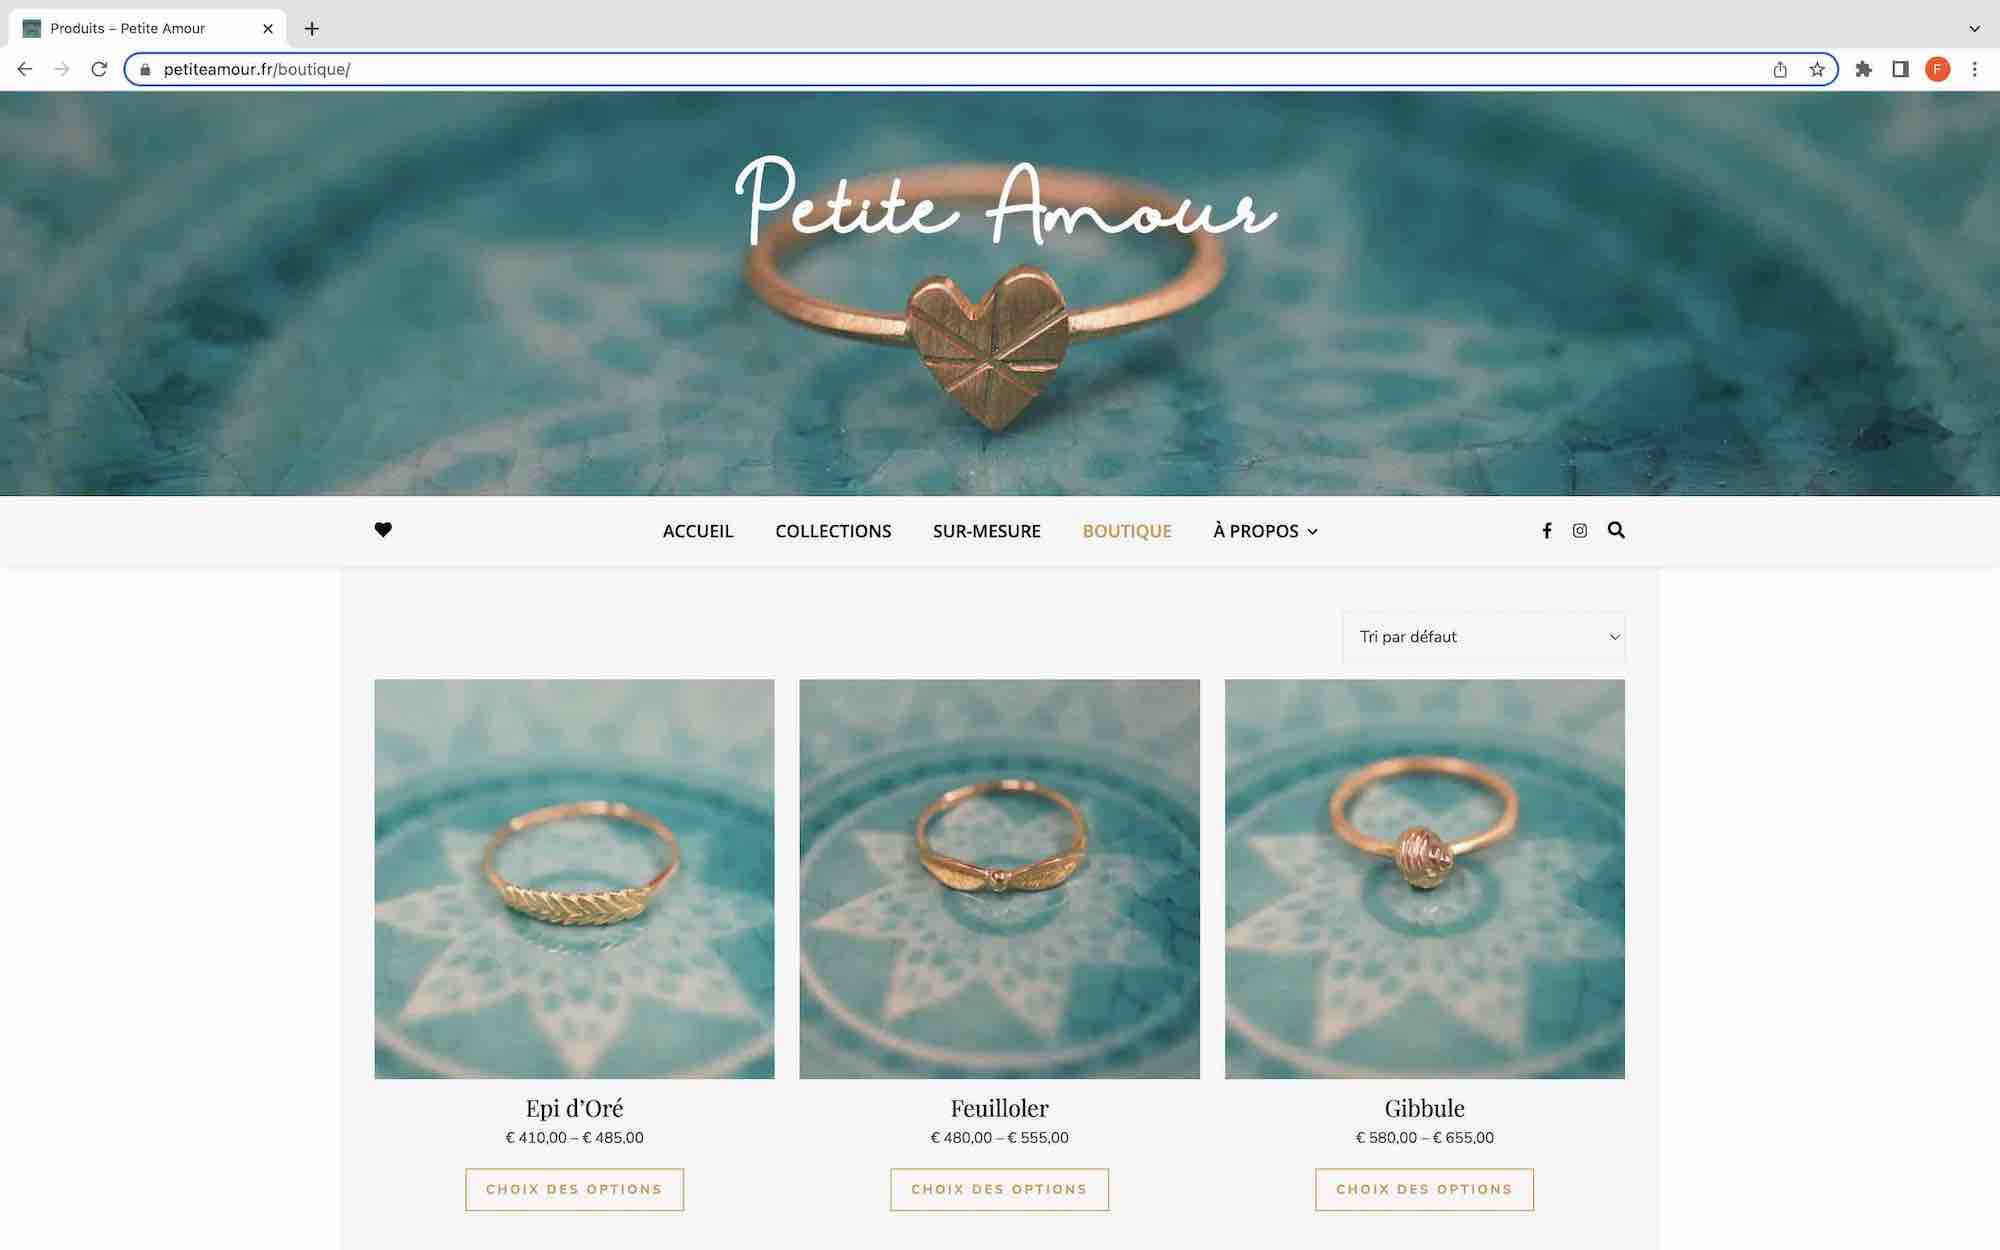 Produits – Petite Amour
petiteamour.fr/boutique/
F
Petite Amour
ACCUEIL COLLECTIONS SUR-MESURE BOUTIQUE À PROPOS
Tri par défaut
Epi d’Oré
€ 410,00 – € 485,00
CHOIX DES OPTIONS
Feuilloler
€ 480,00 – € 555,00
CHOIX DES OPTIONS
Gibbule
€ 580,00 – € 655,00
CHOIX DES OPTIONS